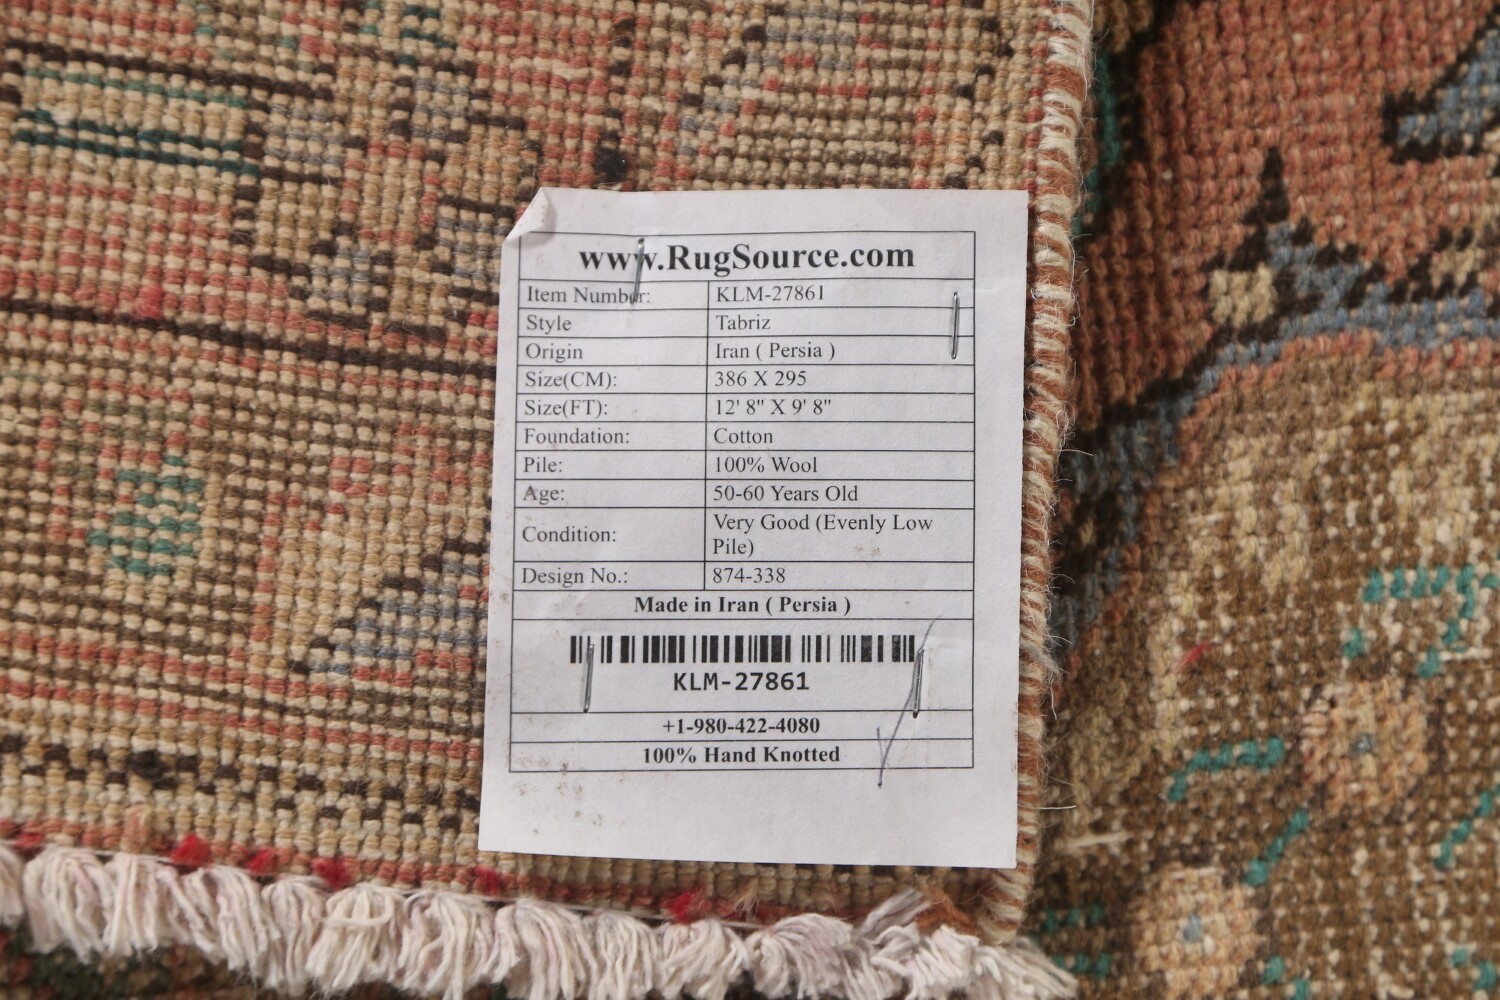 www.RugSource.com
Item Number: KLM-27861
Style Tabriz
Origin Iran ( Persia )
Size(CM): 386 X 295
Size(FT): 12' 8" X 9' 8"
Foundation: Cotton
Pile: 100% Wool
Age: 50-60 Years Old
Condition: Very Good (Evenly Low
Pile)
Design No.: 874-338
Made in Iran ( Persia )
KLM-27861
+1-980-422-4080
100% Hand Knotted